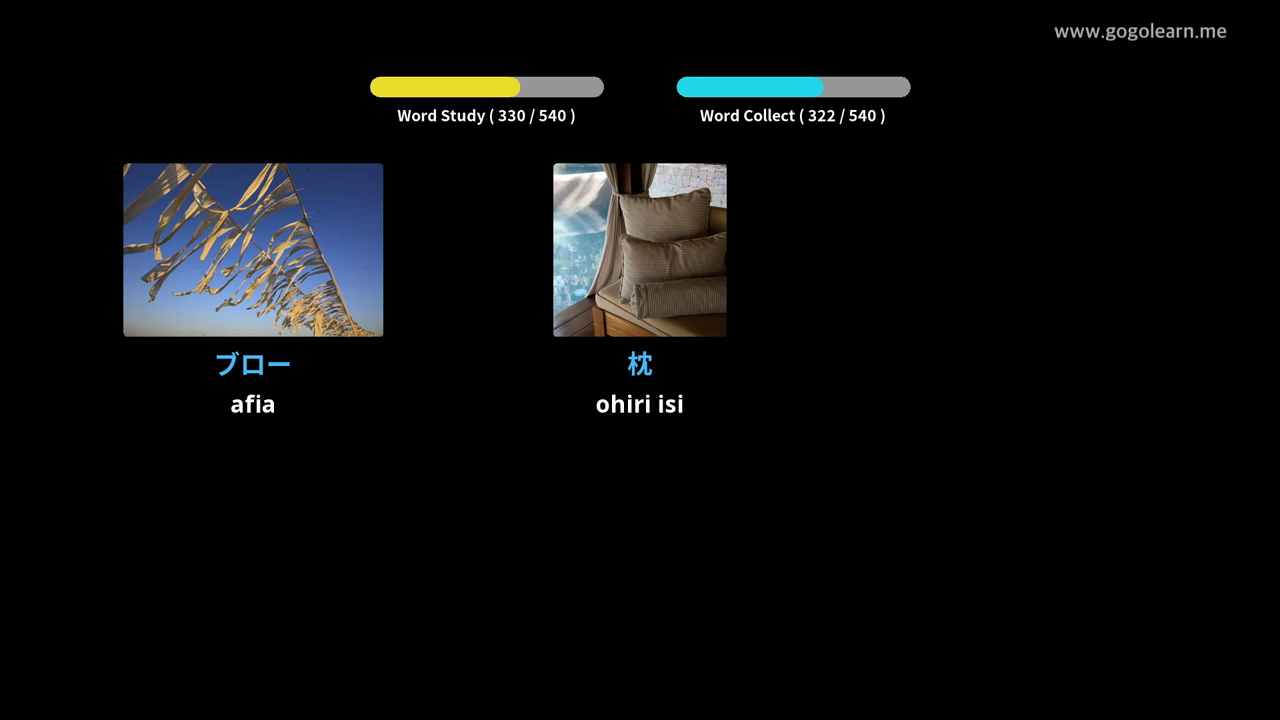 www.gogolearn.me
Word Study ( 330 / 540 )
Word Collect ( 322 / 540 )
ブロー
afia
枕
ohiri isi